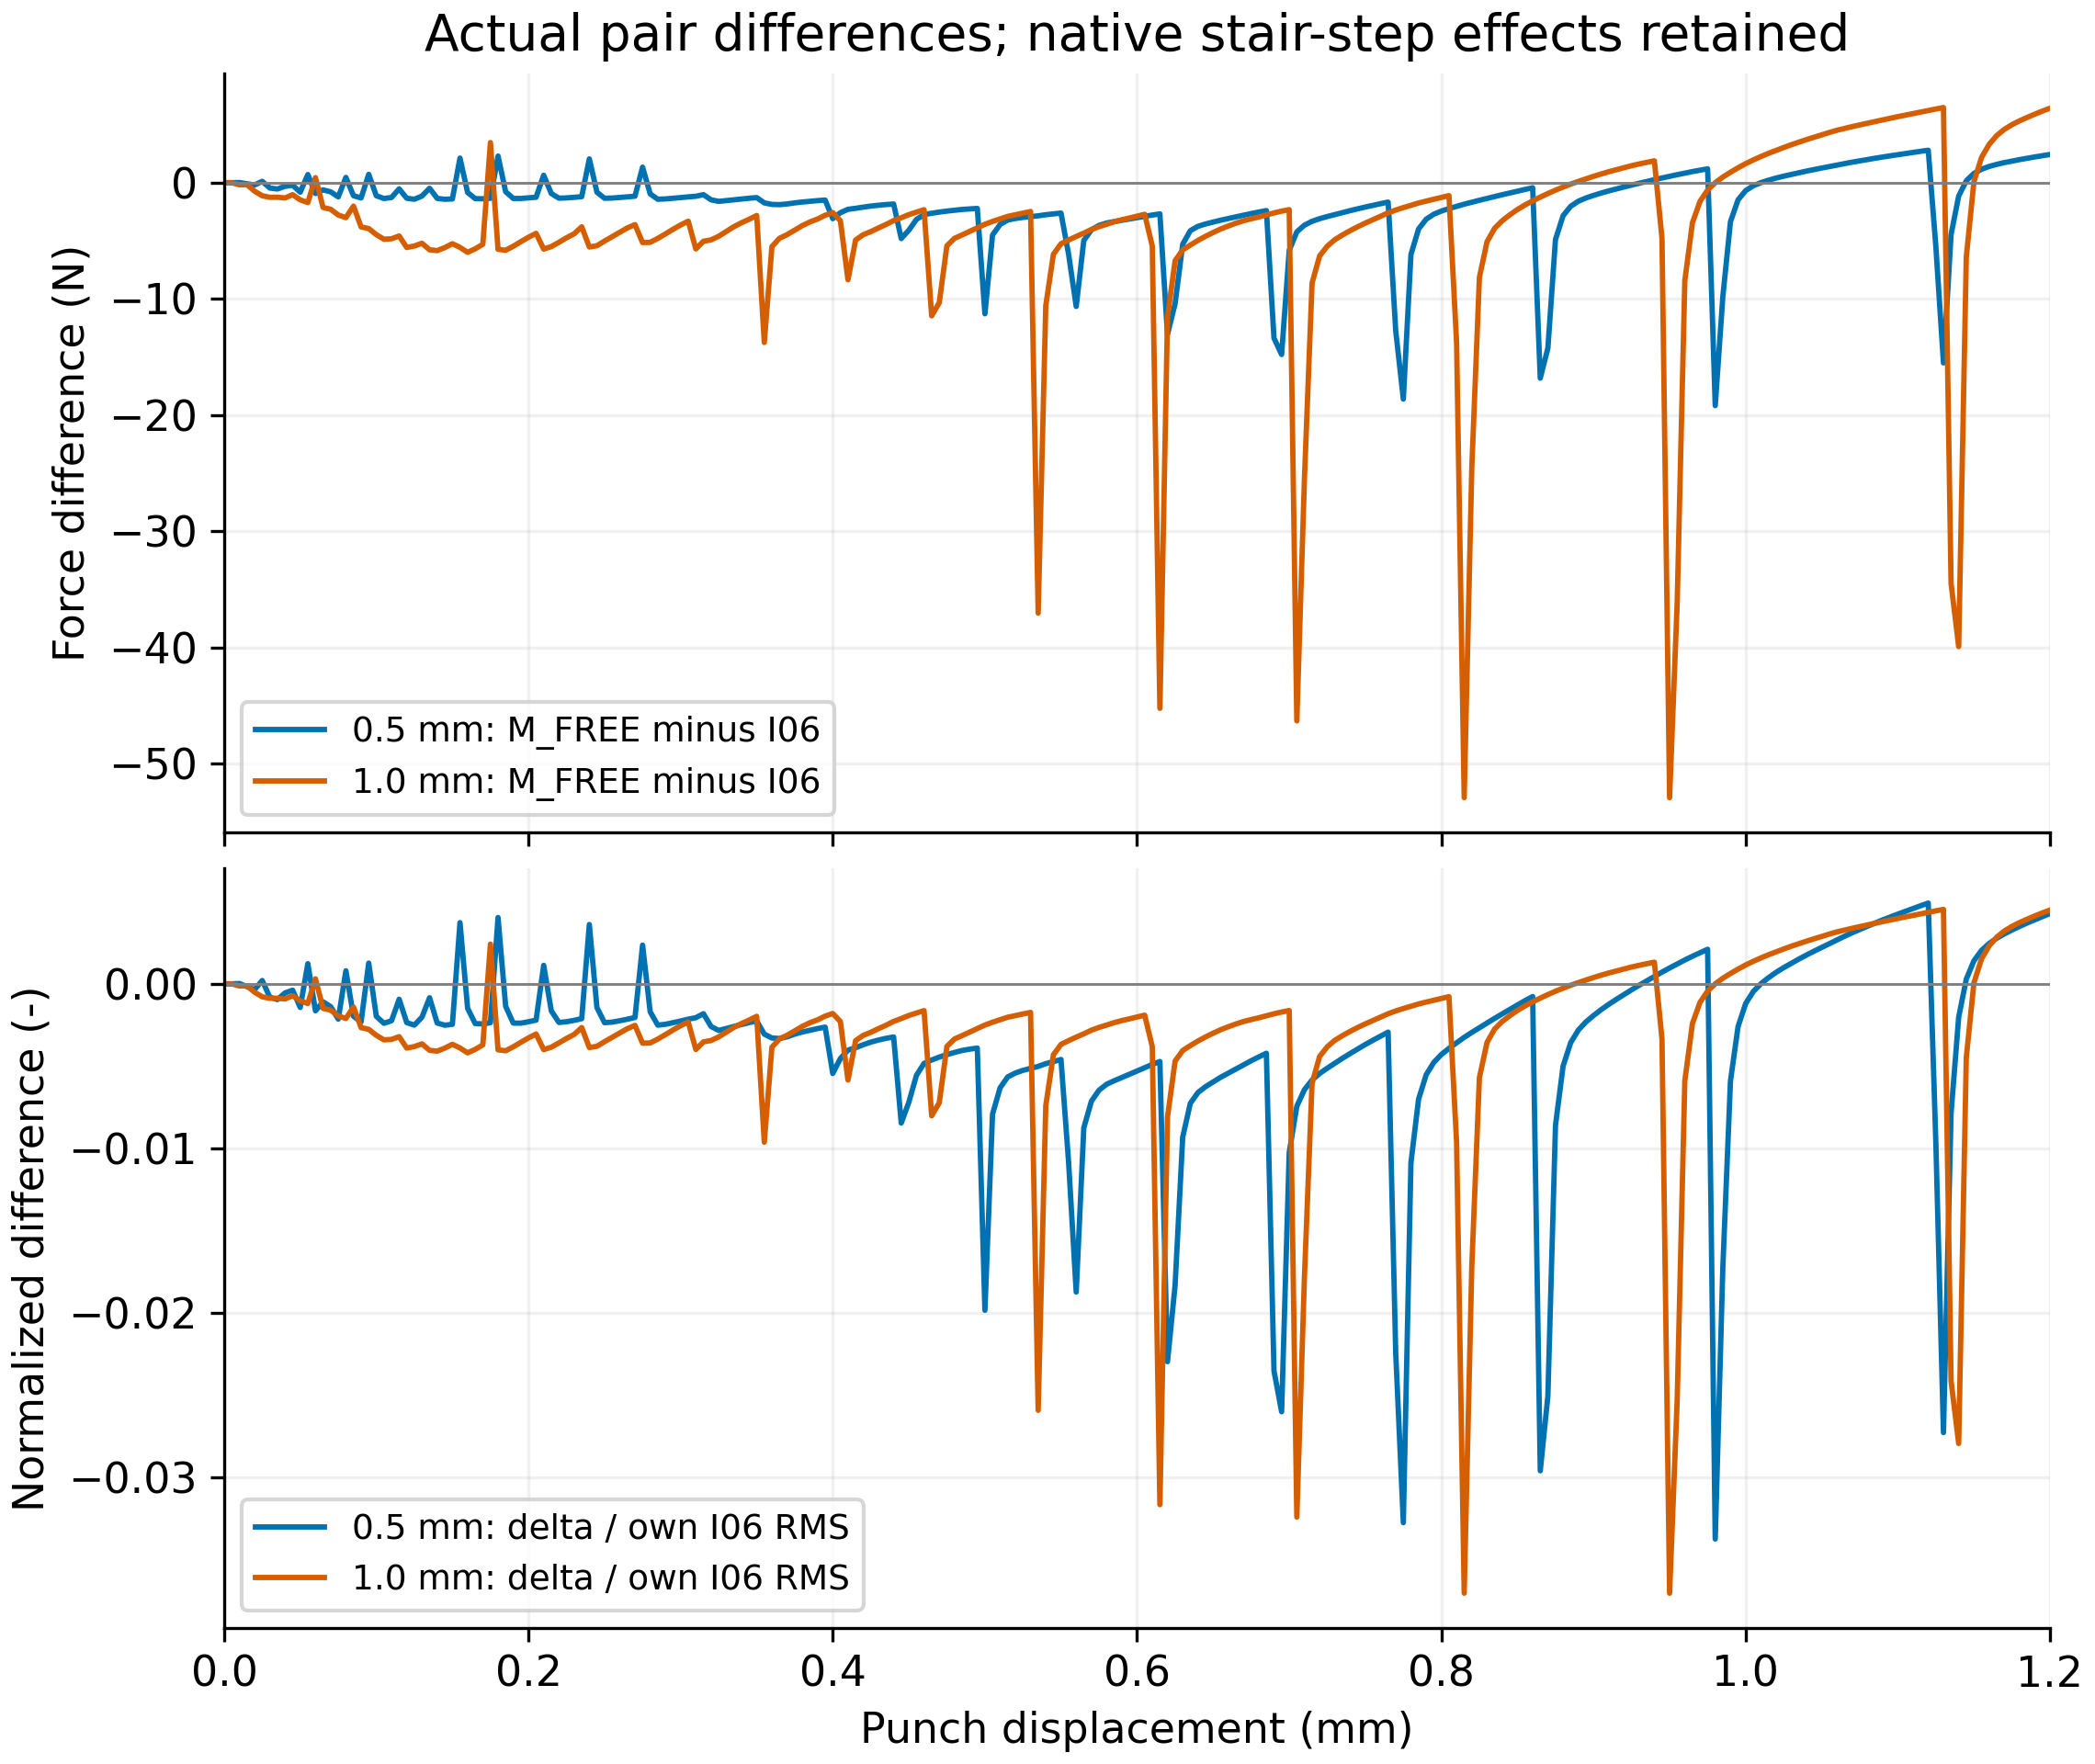 Actual pair differences; native stair-step effects retained
Force difference (N)
0
−10
−20
−30
−40
−50
0.5 mm: M_FREE minus I06
1.0 mm: M_FREE minus I06
Normalized difference (-)
0.00
−0.01
−0.02
−0.03
0.5 mm: delta / own I06 RMS
1.0 mm: delta / own I06 RMS
0.0 0.2 0.4 0.6 0.8 1.0 1.2
Punch displacement (mm)